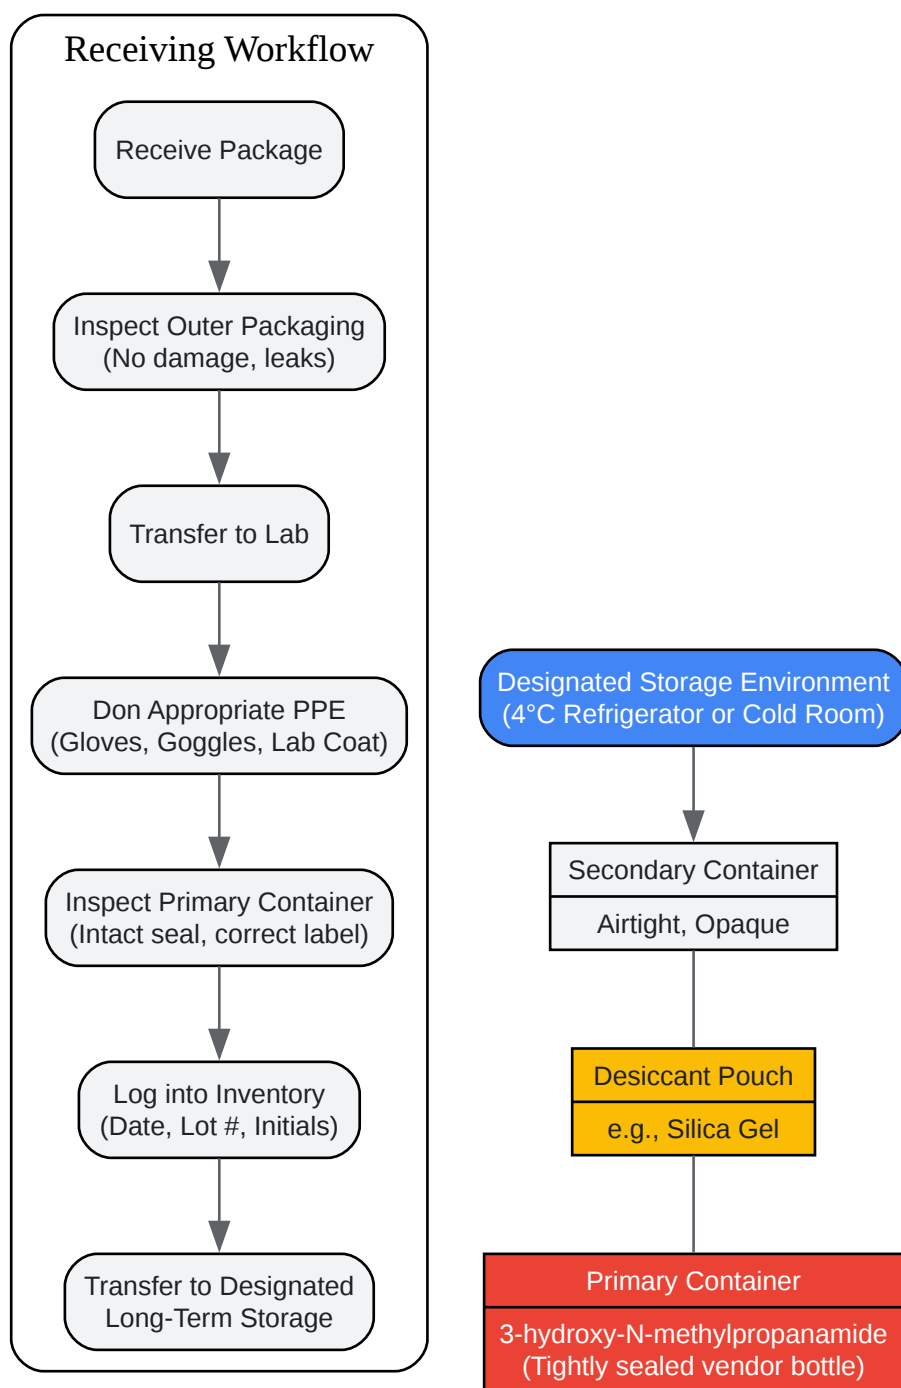 Receiving Workflow
Receive Package
Inspect Outer Packaging
(No damage, leaks)
Transfer to Lab
Don Appropriate PPE
(Gloves, Goggles, Lab Coat)
Inspect Primary Container
(Intact seal, correct label)
Log into Inventory
(Date, Lot #, Initials)
Transfer to Designated
Long-Term Storage
Designated Storage Environment
(4°C Refrigerator or Cold Room)
Secondary Container
Airtight, Opaque
Desiccant Pouch
e.g., Silica Gel
Primary Container
3-hydroxy-N-methylpropanamide
(Tightly sealed vendor bottle)